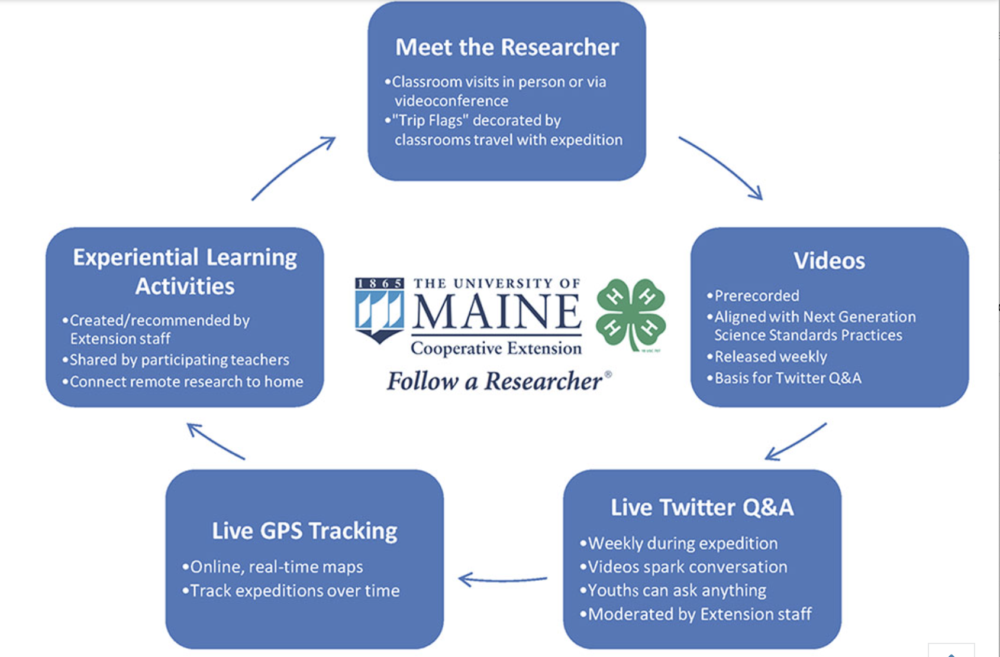 Meet the Researcher
•Classroom visits in person or via
videoconference
•"Trip Flags" decorated by
classrooms travel with expedition
Videos
•Prerecorded
•Aligned with Next Generation
Science Standards Practices
•Released weekly
•Basis for Twitter Q&A
Live Twitter Q&A
•Weekly during expedition
•Videos spark conversation
•Youths can ask anything
•Moderated by Extension staff
Live GPS Tracking
•Online, real-time maps
•Track expeditions over time
Experiential Learning
Activities
•Created/recommended by
Extension staff
•Shared by participating teachers
•Connect remote research to home
1865
THE UNIVERSITY OF
MAINE
Cooperative Extension
H H
H H
18 USC 707
Follow a Researcher®